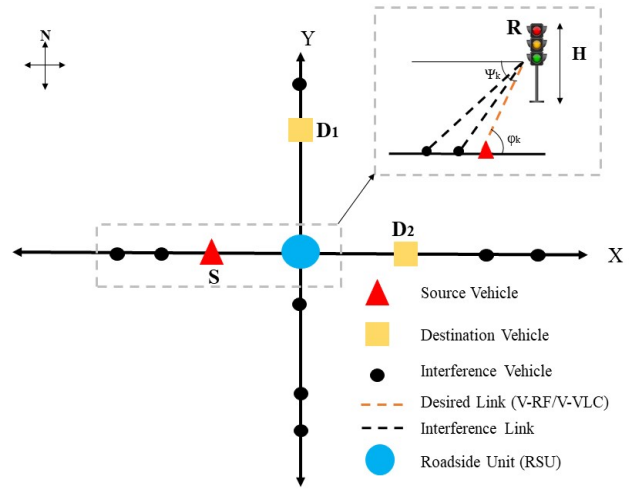 N
Y
R
H
Ψk
φk
D1
D2
S
X
Source Vehicle
Destination Vehicle
Interference Vehicle
Desired Link (V-RF/V-VLC)
Interference Link
Roadside Unit (RSU)